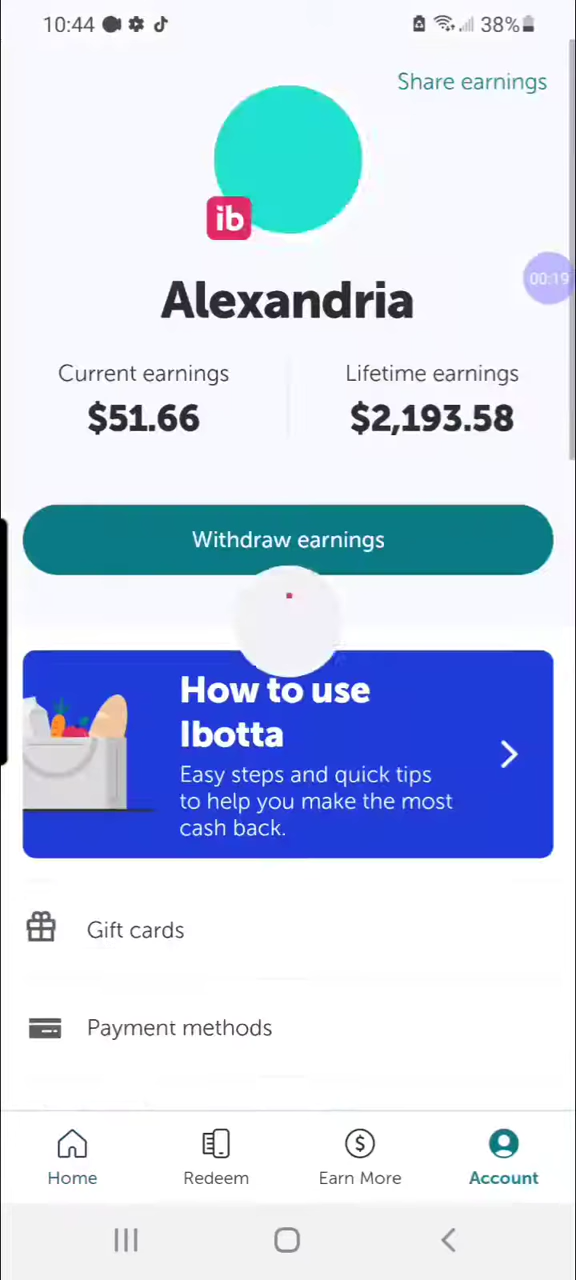 10:44 38%
Share earnings
ib
00:19
Alexandria
Current earnings Lifetime earnings
$51.66 $2,193.58
Withdraw earnings
How to use
Ibotta
Easy steps and quick tips
to help you make the most
cash back.
Gift cards
Payment methods
Home Redeem Earn More Account